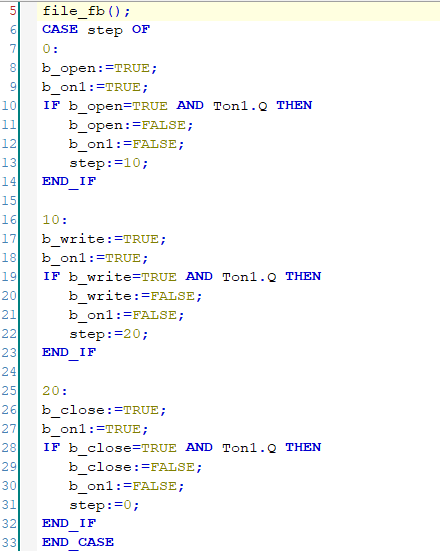 5 file_fb();
6 CASE step OF
7 0:
8 b_open:=TRUE;
9 b_on1:=TRUE;
10 IF b_open=TRUE AND Ton1.Q THEN
11 b_open:=FALSE;
12 b_on1:=FALSE;
13 step:=10;
14 END_IF
15
16 10:
17 b_write:=TRUE;
18 b_on1:=TRUE;
19 IF b_write=TRUE AND Ton1.Q THEN
20 b_write:=FALSE;
21 b_on1:=FALSE;
22 step:=20;
23 END_IF
24
25 20:
26 b_close:=TRUE;
27 b_on1:=TRUE;
28 IF b_close=TRUE AND Ton1.Q THEN
29 b_close:=FALSE;
30 b_on1:=FALSE;
31 step:=0;
32 END_IF
33 END_CASE